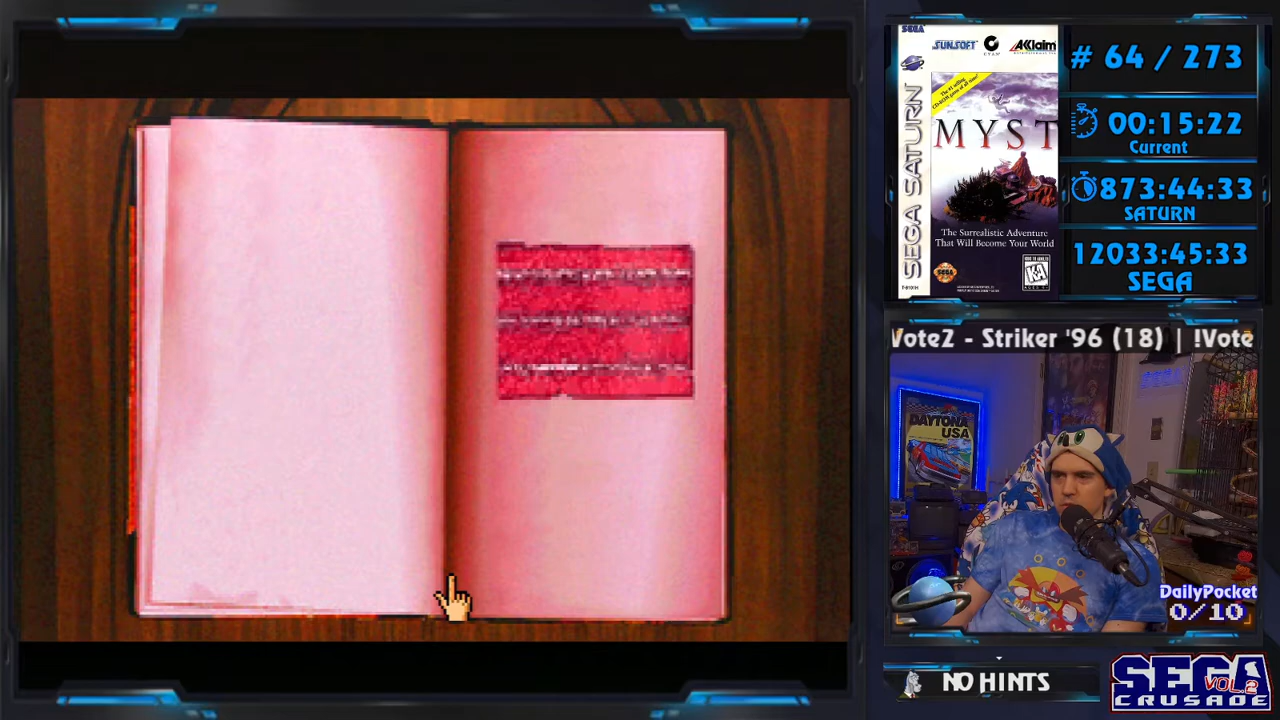 SEGA
SUNSOFT
CYAN
AKklaim
SEGA SATURN
MYST
The Surrealistic Adventure
That Will Become Your World
SEGA
K-A
# 64 / 273
00:15:22
Current
873:44:33
SATURN
12033:45:33
SEGA
Vote2 - Striker '96 (18) | !Vote
DAYTONA
USA
DailyPocket
0/10
NO HINTS
SEGA
VOL.2
CRUSADE